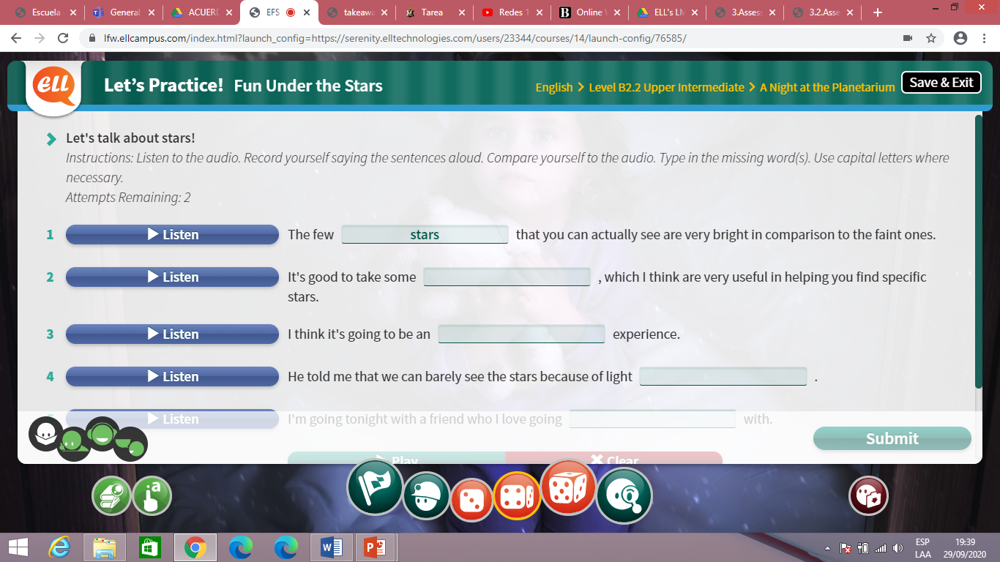 Escuela
General
ACUERD
EFS
takeawa
Tarea
Redes 1
Online
ELL's LM
3.Assess
3.2.Asse
lfw.ellcampus.com/index.html?launch_config=https://serenity.elltechnologies.com/users/23344/courses/14/launch-config/76585/
ell
Let's Practice! Fun Under the Stars
English > Level B2.2 Upper Intermediate > A Night at the Planetarium
Save & Exit
Let's talk about stars!
Instructions: Listen to the audio. Record yourself saying the sentences aloud. Compare yourself to the audio. Type in the missing word(s). Use capital letters where
necessary.
Attempts Remaining: 2
1 Listen The few stars that you can actually see are very bright in comparison to the faint ones.
2 Listen It's good to take some , which I think are very useful in helping you find specific
stars.
3 Listen I think it's going to be an experience.
4 Listen He told me that we can barely see the stars because of light .
Listen I'm going tonight with a friend who I love going with.
Submit
Play Clear
a
ESP 19:39
LAA 29/09/2020